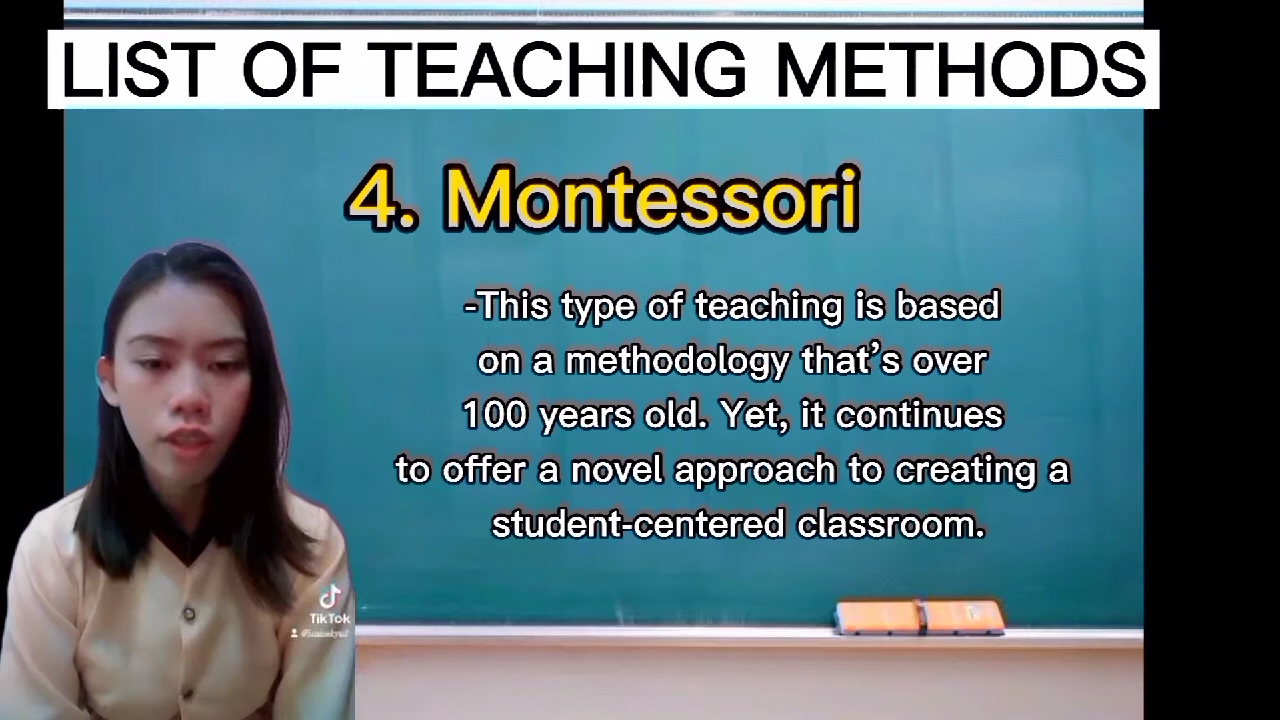 LIST OF TEACHING METHODS
4. Montessori
-This type of teaching is based
on a methodology that's over
100 years old. Yet, it continues
to offer a novel approach to creating a
student-centered classroom.
TikTok